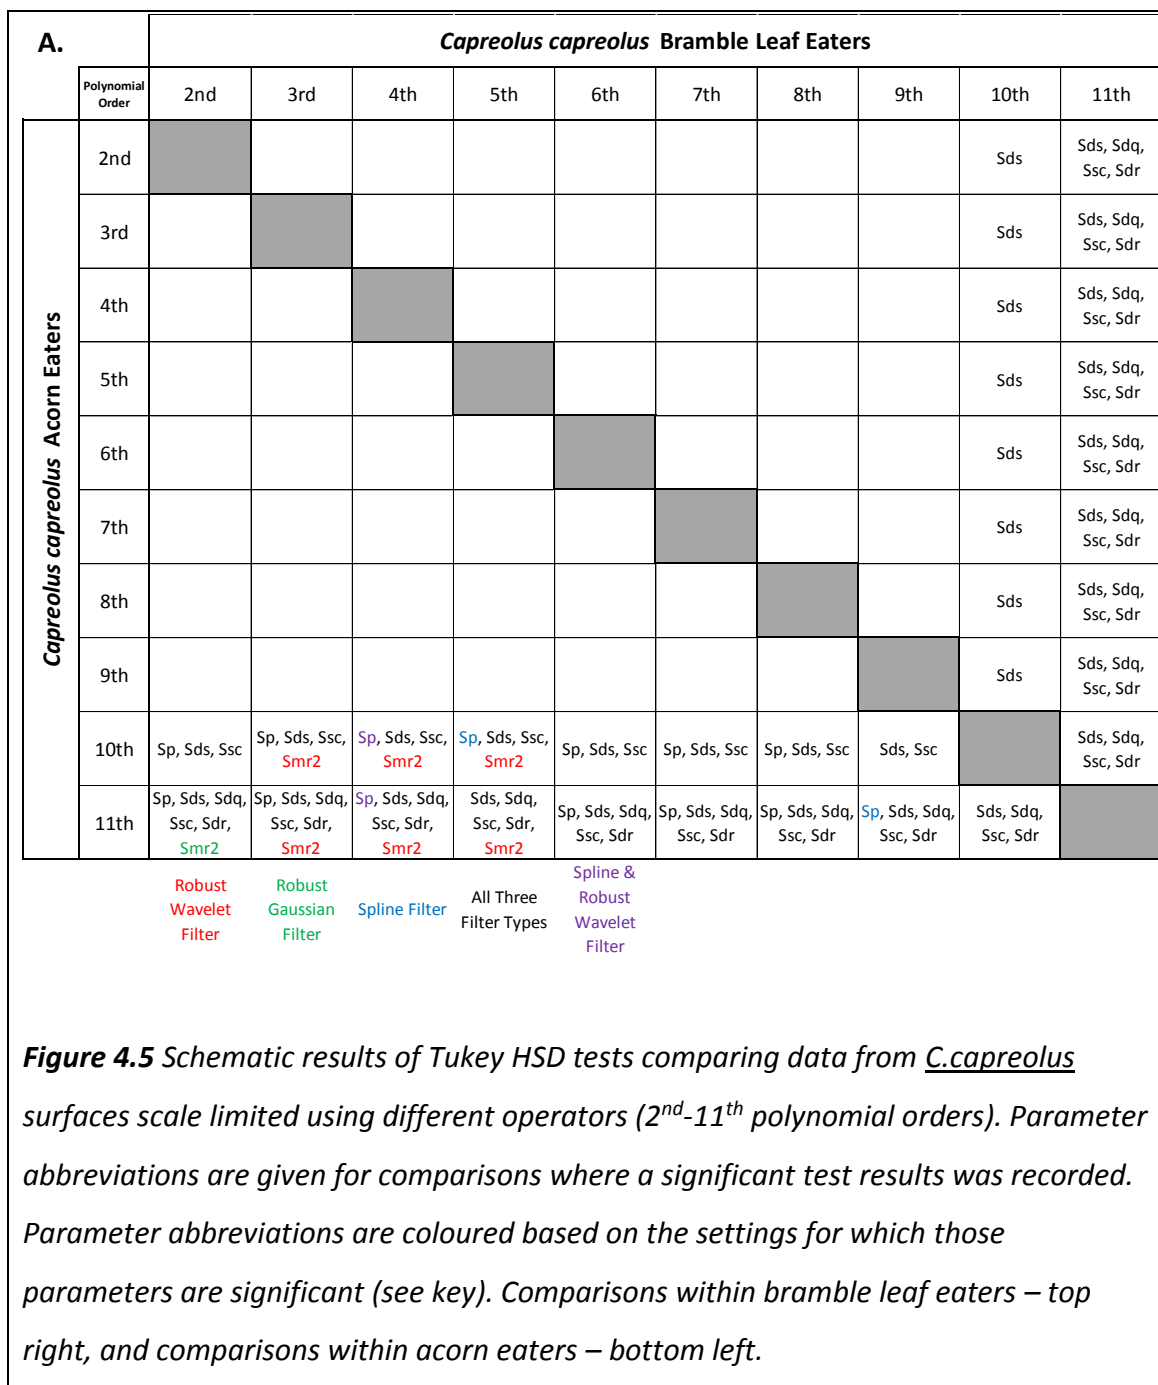 A.
Capreolus capreolus Bramble Leaf Eaters
Polynomial
Order
2nd 3rd 4th 5th 6th 7th 8th 9th 10th 11th
Capreolus capreolus Acorn Eaters
2nd Sds Sds, Sdq,
Ssc, Sdr
3rd Sds Sds, Sdq,
Ssc, Sdr
4th Sds Sds, Sdq,
Ssc, Sdr
5th Sds Sds, Sdq,
Ssc, Sdr
6th Sds Sds, Sdq,
Ssc, Sdr
7th Sds Sds, Sdq,
Ssc, Sdr
8th Sds Sds, Sdq,
Ssc, Sdr
9th Sds Sds, Sdq,
Ssc, Sdr
10th Sp, Sds, Ssc Sp, Sds, Ssc, Sp, Sds, Ssc, Sp, Sds, Ssc, Sp, Sds, Ssc Sp, Sds, Ssc Sp, Sds, Ssc Sds, Ssc Sds, Sdq,
Smr2 Smr2 Smr2 Ssc, Sdr
11th Sp, Sds, Sdq, Sp, Sds, Sdq, Sp, Sds, Sdq, Sds, Sdq, Sp, Sds, Sdq, Sp, Sds, Sdq, Sp, Sds, Sdq, Sp, Sds, Sdq, Sds, Sdq,
Ssc, Sdr, Ssc, Sdr, Ssc, Sdr, Ssc, Sdr, Ssc, Sdr Ssc, Sdr Ssc, Sdr Ssc, Sdr Ssc, Sdr
Smr2 Smr2 Smr2 Smr2
Robust
Wavelet
Filter
Robust
Gaussian
Filter
Spline Filter
All Three
Filter Types
Spline &
Robust
Wavelet
Filter
Figure 4.5 Schematic results of Tukey HSD tests comparing data from C.capreolus
surfaces scale limited using different operators (2nd-11th polynomial orders). Parameter
abbreviations are given for comparisons where a significant test results was recorded.
Parameter abbreviations are coloured based on the settings for which those
parameters are significant (see key). Comparisons within bramble leaf eaters – top
right, and comparisons within acorn eaters – bottom left.